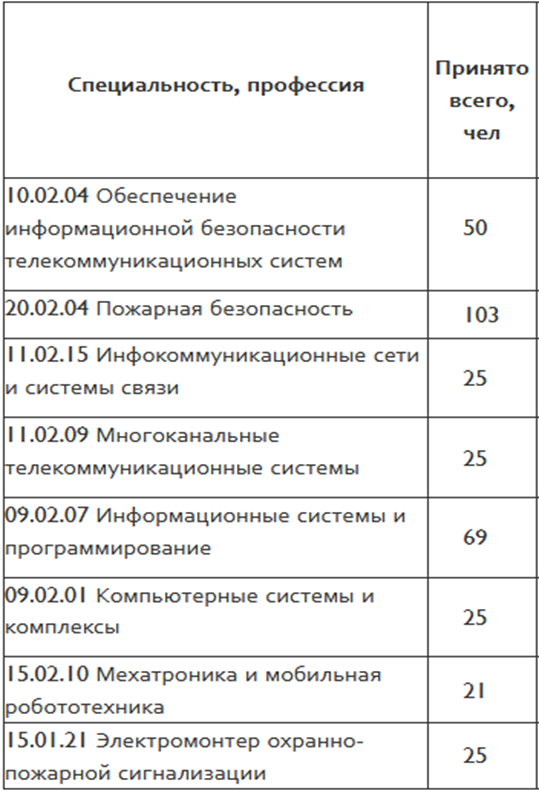 Специальность, профессия
Принято
всего,
чел
10.02.04 Обеспечение
информационной безопасности
телекоммуникационных систем
50
20.02.04 Пожарная безопасность
103
11.02.15 Инфокоммуникационные сети
и системы связи
25
11.02.09 Многоканальные
телекоммуникационные системы
25
09.02.07 Информационные системы и
программирование
69
09.02.01 Компьютерные системы и
комплексы
25
15.02.10 Мехатроника и мобильная
робототехника
21
15.01.21 Электромонтер охранно-
пожарной сигнализации
25